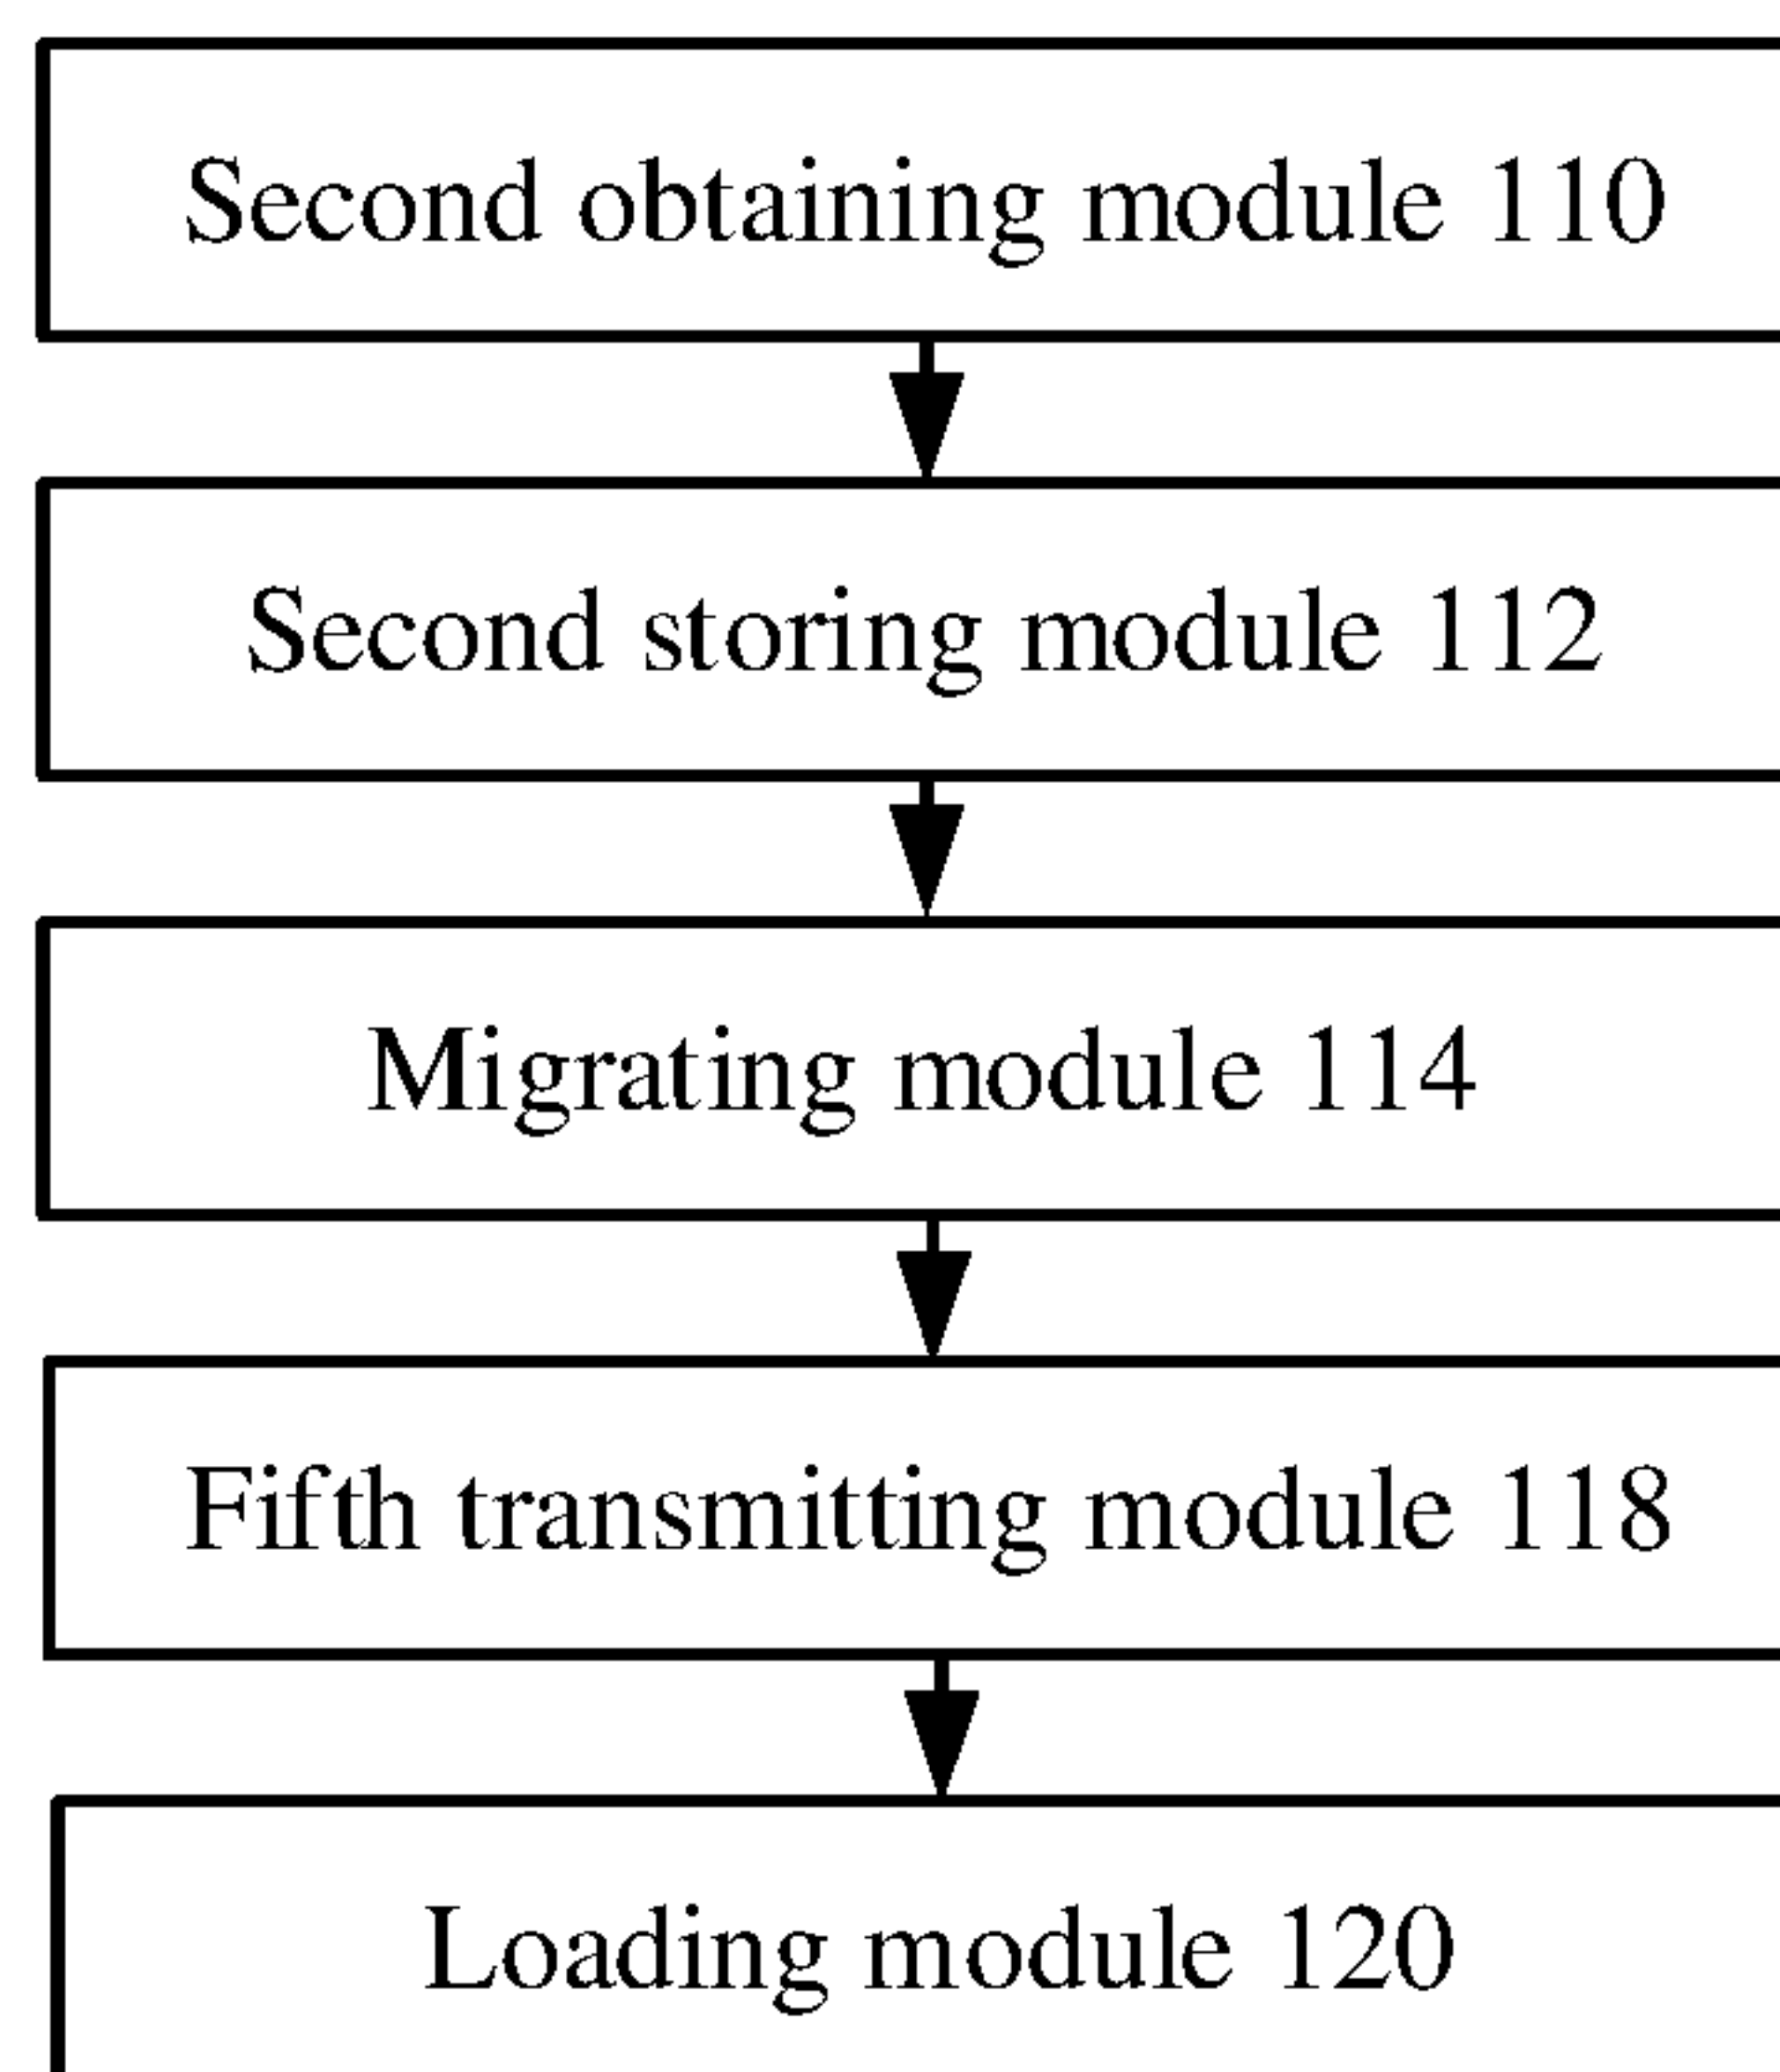 Second obtaining module 110
Second storing module 112
Migrating module 114
Fifth transmitting module 118
Loading module 120